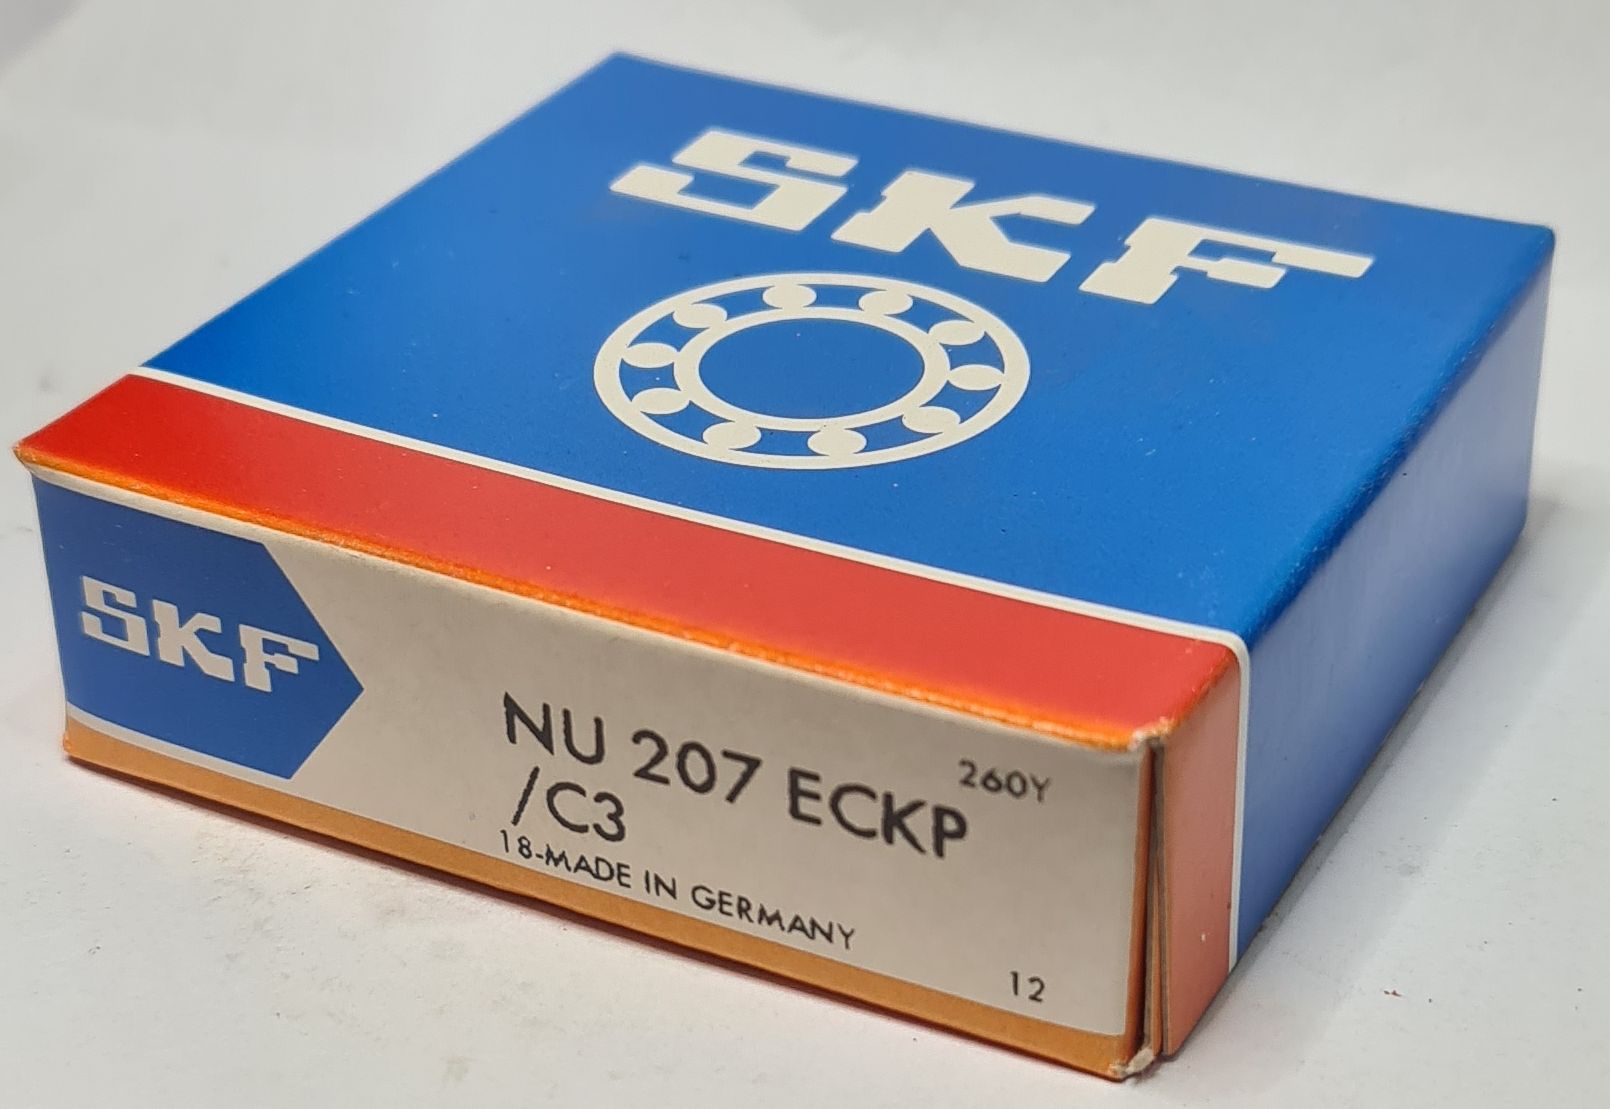 SKF
SKF
260Y
NU 207 ECKP
/C3
18-MADE IN GERMANY
12